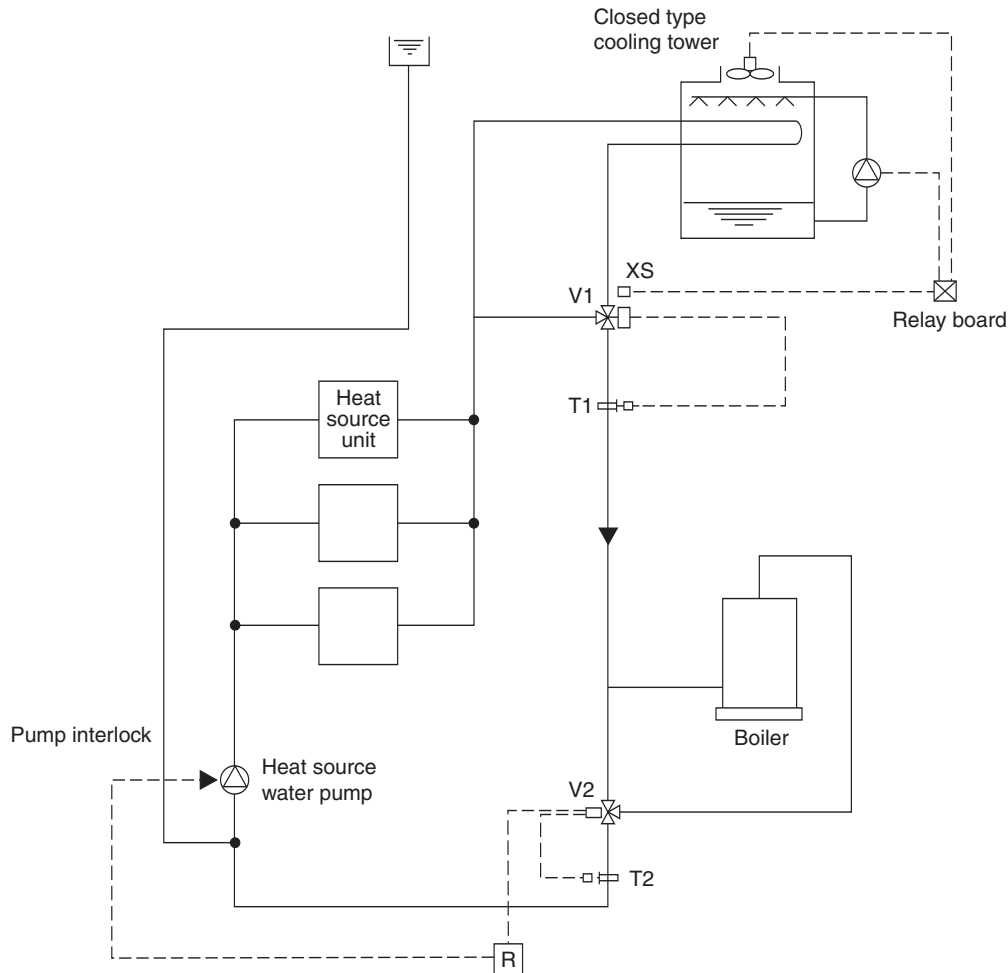 Closed type
cooling tower
XS
V1
Relay board
T1
Heat
source
unit
Pump interlock
Heat source
water pump
Boiler
V2
T2
R